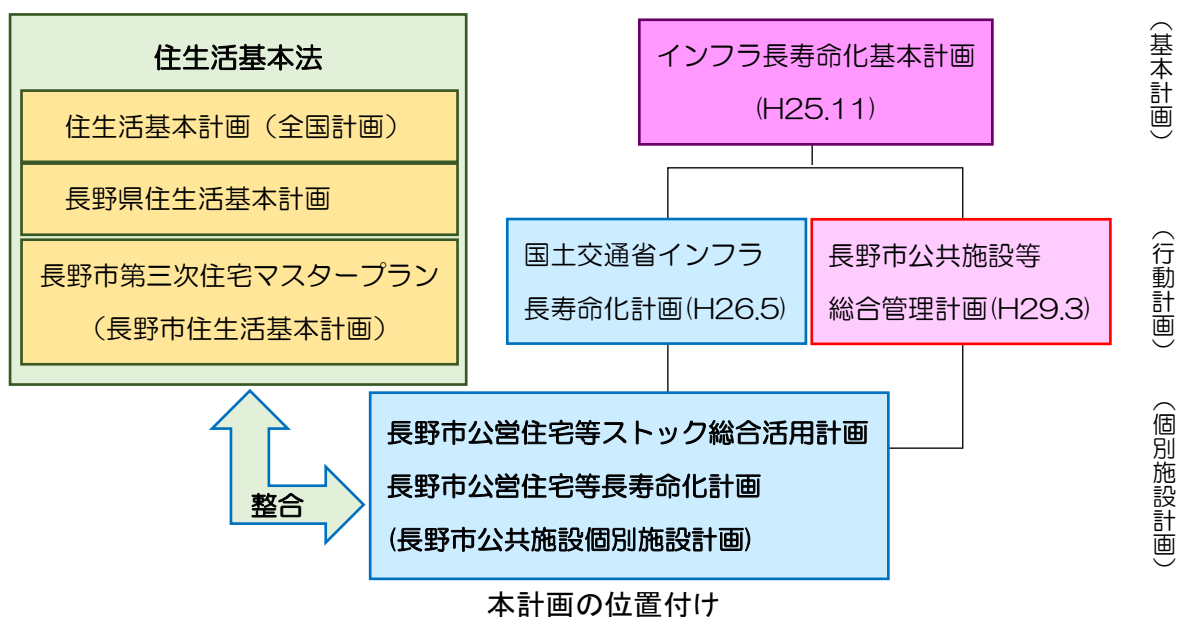 住生活基本法
住生活基本計画（全国計画）
長野県住生活基本計画
長野市第三次住宅マスタープラン
（長野市住生活基本計画）
インフラ長寿命化基本計画
(H25.11)
（基本計画）
国土交通省インフラ
長寿命化計画(H26.5)
長野市公共施設等
総合管理計画(H29.3)
（行動計画）
整合
長野市公営住宅等ストック総合活用計画
長野市公営住宅等長寿命化計画
(長野市公共施設個別施設計画)
（個別施設計画）
本計画の位置付け